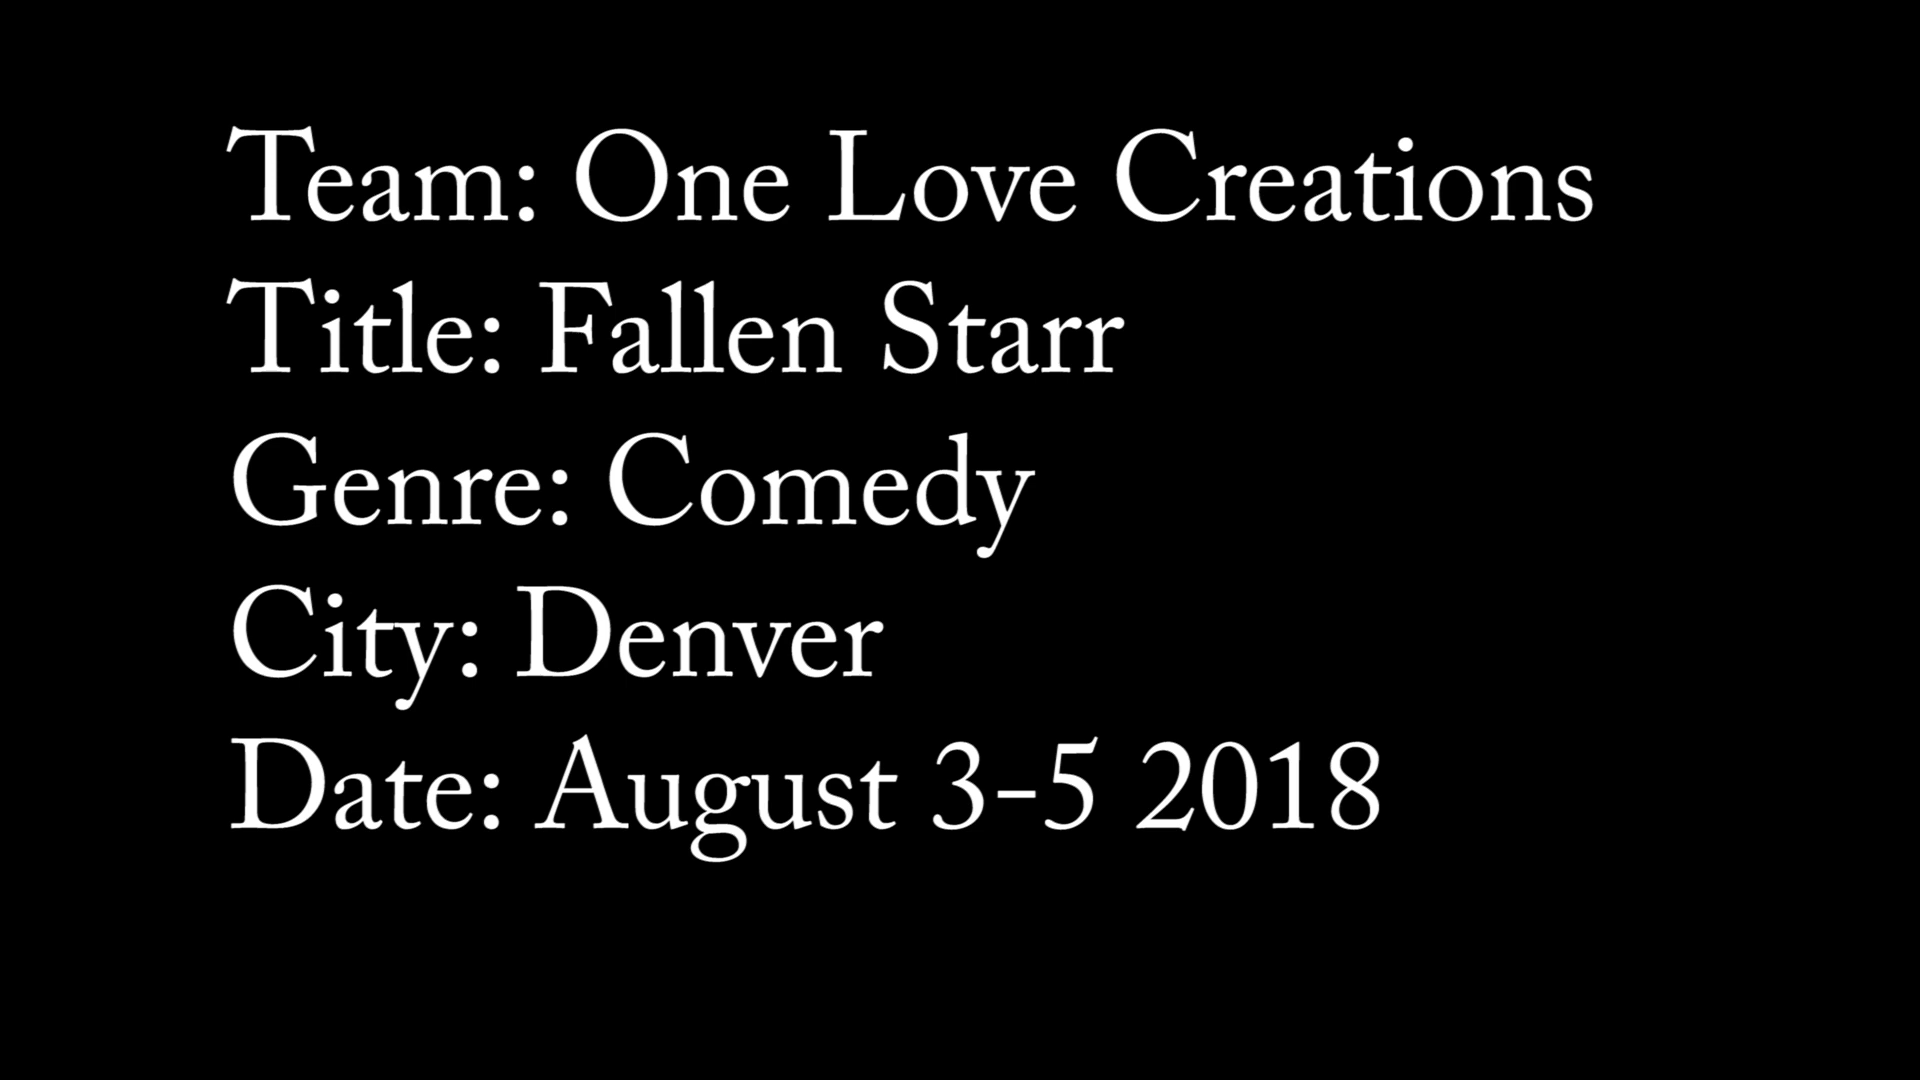 Team: One Love Creations
Title: Fallen Starr
Genre: Comedy
City: Denver
Date: August 3-5 2018